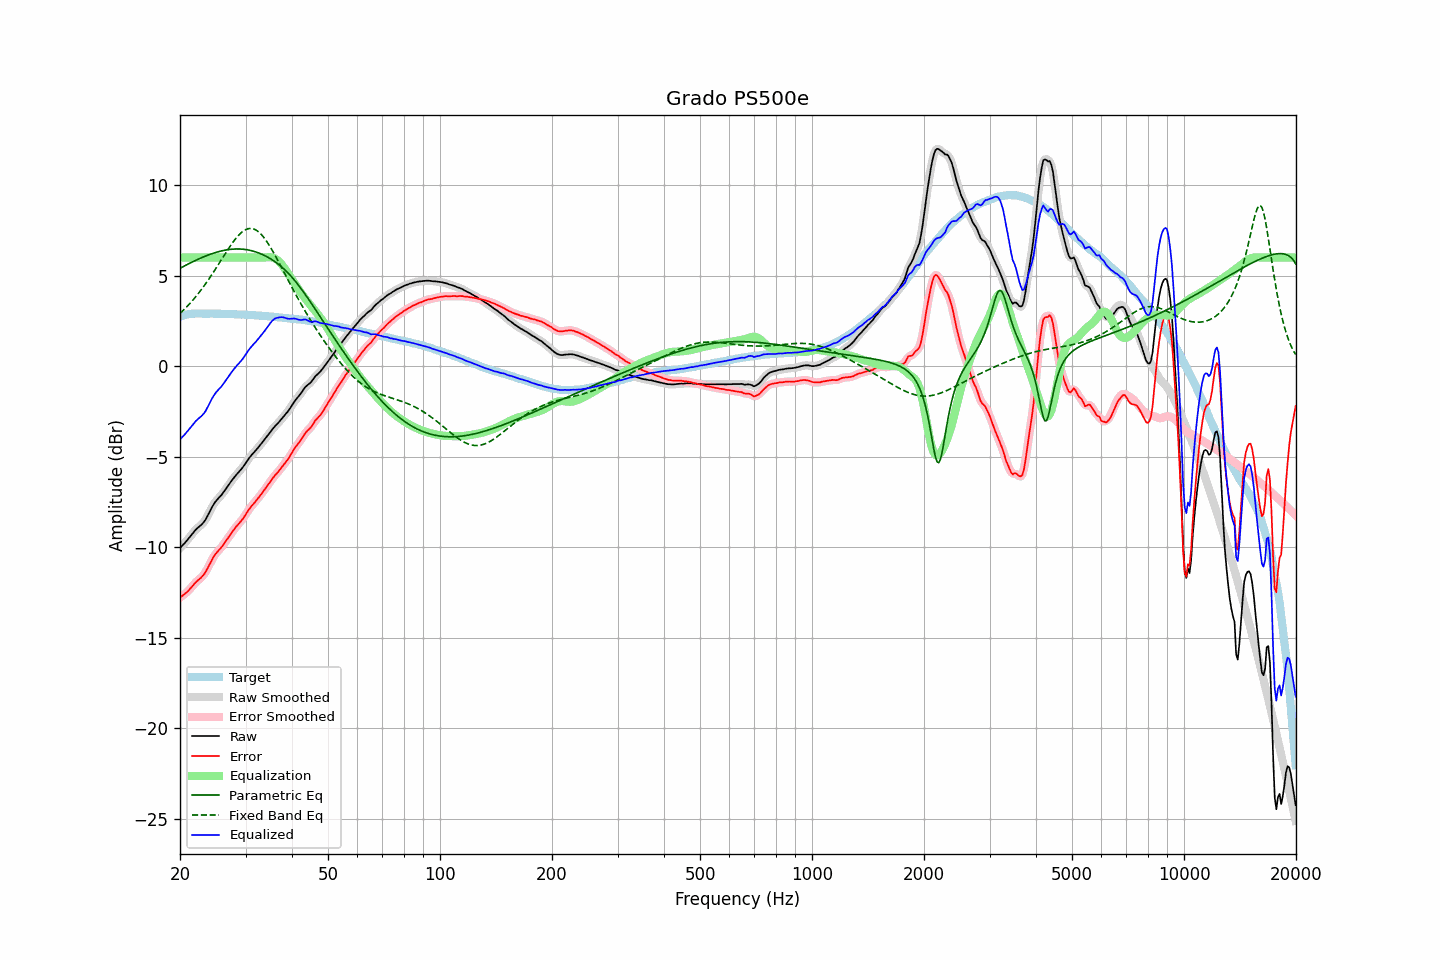 Grado PS500e
Amplitude (dBr)
10
5
0
−5
−10
−15
−20
−25
Target
Raw Smoothed
Error Smoothed
Raw
Error
Equalization
Parametric Eq
Fixed Band Eq
Equalized
20 50 100 200 500 1000 2000 5000 10000 20000
Frequency (Hz)